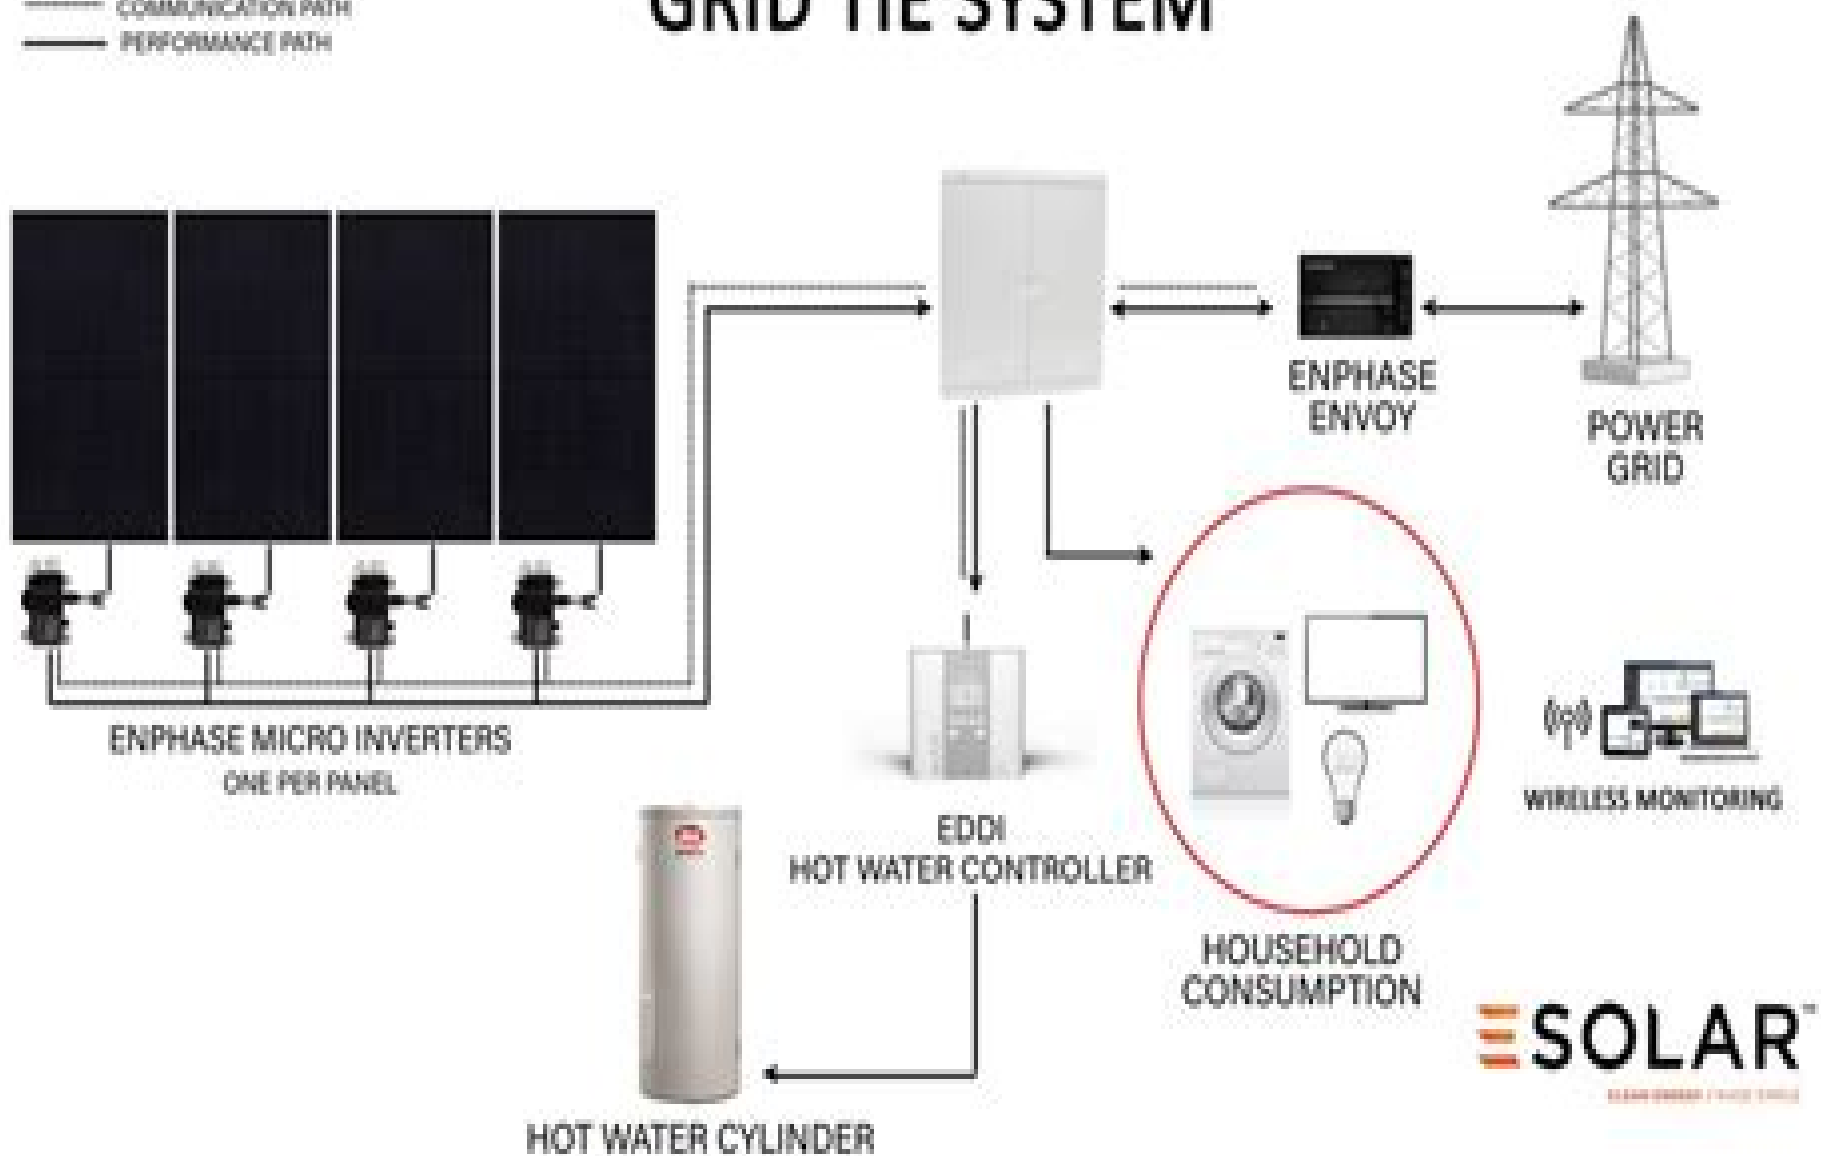 COMMUNICATION PATH
PERFORMANCE PATH
GRID TIE SYSTEM
ENPHASE
ENVOY
POWER
GRID
ENPHASE MICRO INVERTERS
ONE PER PANEL
WIRELESS MONITORING
EDDI
HOT WATER CONTROLLER
HOUSEHOLD
CONSUMPTION
SOLAR
HOT WATER CYLINDER